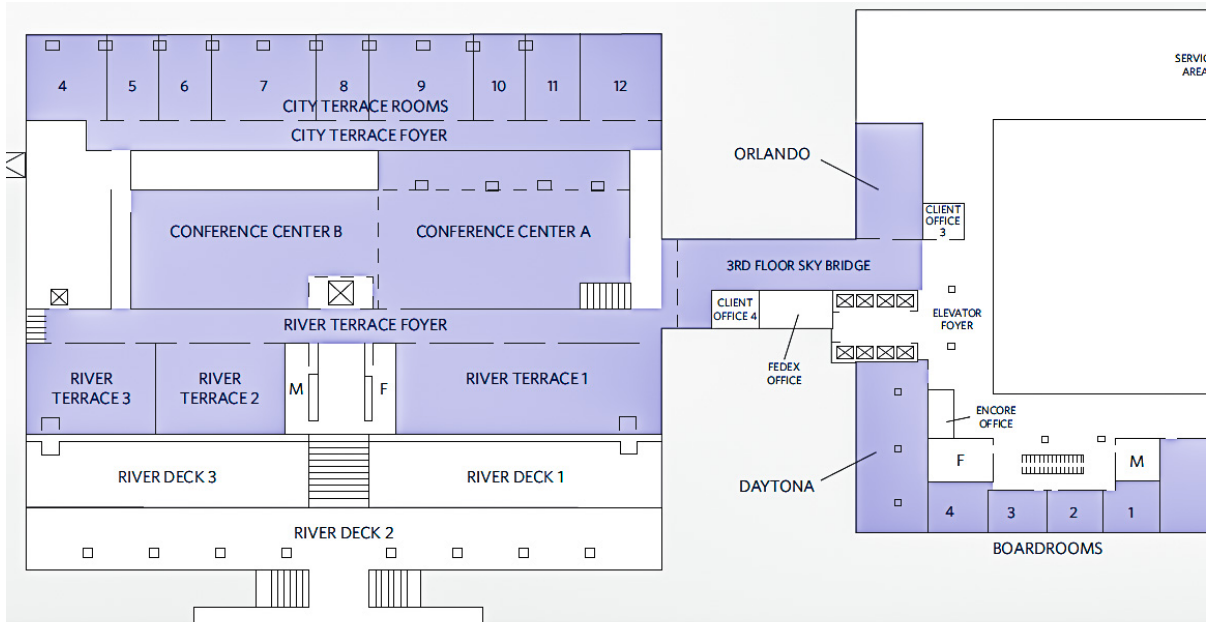 4
5
6
7
8
9
10
11
12
CITY TERRACE ROOMS
CITY TERRACE FOYER
CONFERENCE CENTER B
CONFERENCE CENTER A
RIVER TERRACE FOYER
RIVER
TERRACE 3
RIVER
TERRACE 2
M
F
RIVER TERRACE 1
RIVER DECK 3
RIVER DECK 1
RIVER DECK 2
SERVIC
AREA
ORLANDO
CLIENT
OFFICE
3
3RD FLOOR SKY BRIDGE
CLIENT
OFFICE 4
FEDEX
OFFICE
ELEVATOR
FOYER
ENCORE
OFFICE
DAYTONA
F
M
4
3
2
1
BOARDROOMS